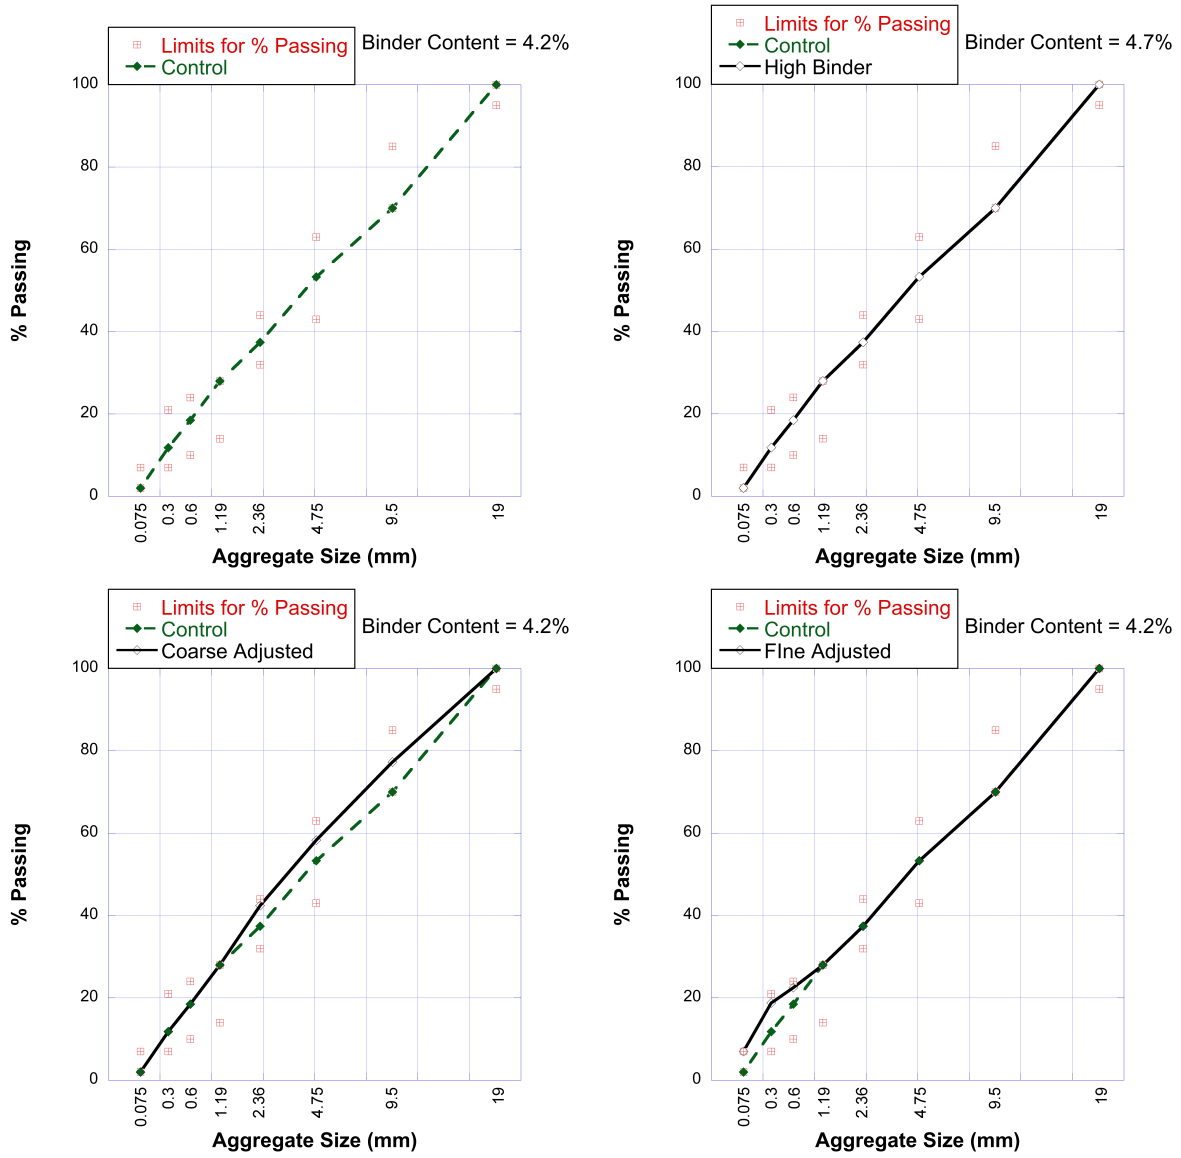 Limits for % Passing
Control
Binder Content = 4.2%
100
80
60
40
20
0
% Passing
0.075
0.3
0.6
1.19
2.36
4.75
9.5
19
Aggregate Size (mm)
Limits for % Passing
Control
High Binder
Binder Content = 4.7%
100
80
60
40
20
0
% Passing
0.075
0.3
0.6
1.19
2.36
4.75
9.5
19
Aggregate Size (mm)
Limits for % Passing
Control
Coarse Adjusted
Binder Content = 4.2%
100
80
60
40
20
0
% Passing
0.075
0.3
0.6
1.19
2.36
4.75
9.5
19
Aggregate Size (mm)
Limits for % Passing
Control
FIne Adjusted
Binder Content = 4.2%
100
80
60
40
20
0
% Passing
0.075
0.3
0.6
1.19
2.36
4.75
9.5
19
Aggregate Size (mm)